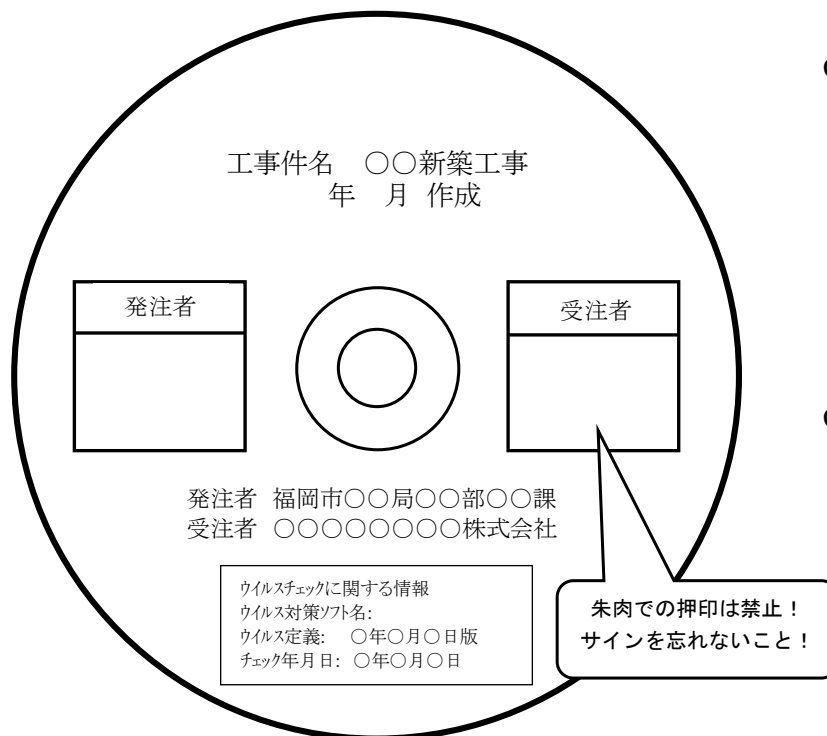 工事件名　○○新築工事
年　月 作成
発注者
受注者
発注者 福岡市○○局○○部○○課
受注者 ○○○○○○○○株式会社
ウイルスチェックに関する情報
ウイルス対策ソフト名:
ウイルス定義:　○年○月○日版
チェック年月日: ○年○月○日
朱肉での押印は禁止！
サインを忘れないこと！